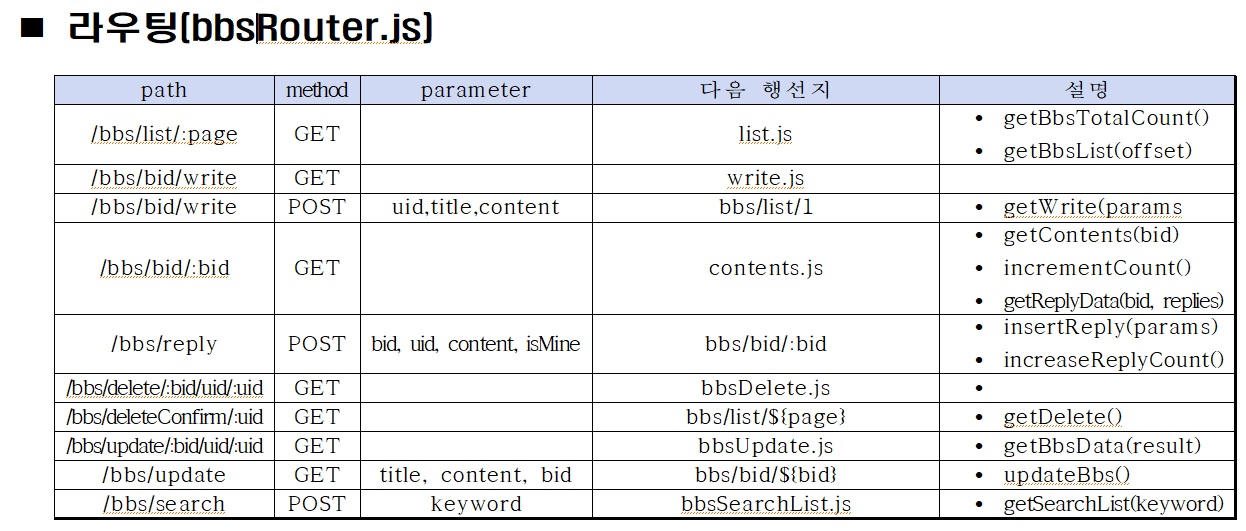 ■ 라우팅(bbsRouter.js)
path method parameter 다음 행선지 설명
/bbs/list/:page GET list.js • getBbsTotalCount()
• getBbsList(offset)
/bbs/bid/write GET write.js
/bbs/bid/write POST uid,title,content bbs/list/1 • getWrite(params
/bbs/bid/:bid GET contents.js • getContents(bid)
• incrementCount()
• getReplyData(bid, replies)
/bbs/reply POST bid, uid, content, isMine bbs/bid/:bid • insertReply(params)
• increaseReplyCount()
/bbs/delete/:bid/uid/:uid GET bbsDelete.js •
/bbs/deleteConfirm/:uid GET bbs/list/${page} • getDelete()
/bbs/update/:bid/uid/:uid GET bbsUpdate.js • getBbsData(result)
/bbs/update GET title, content, bid bbs/bid/${bid} • updateBbs()
/bbs/search POST keyword bbsSearchList.js • getSearchList(keyword)